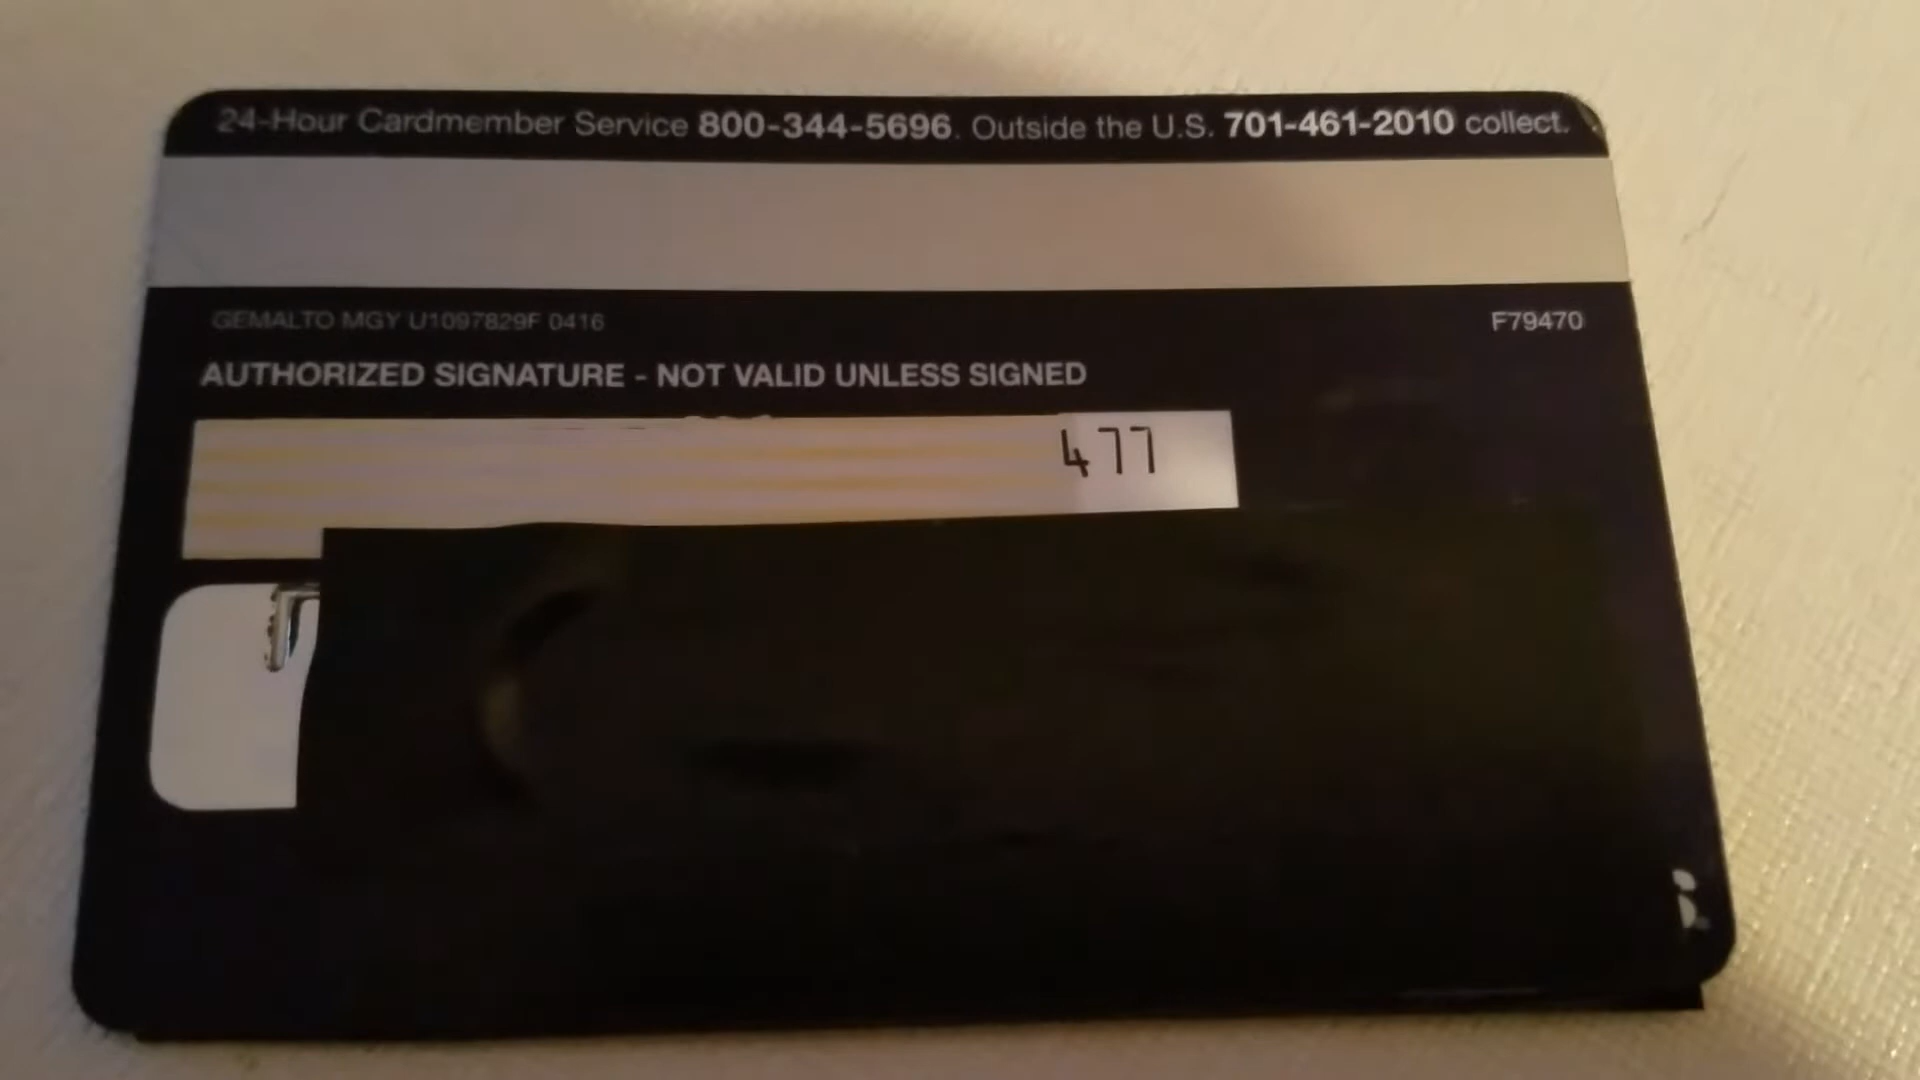 24-Hour Cardmember Service 800-344-5696. Outside the U.S. 701-461-2010 collect.
GEMALTO MGY U1097829F 0416
F79470
AUTHORIZED SIGNATURE - NOT VALID UNLESS SIGNED
477